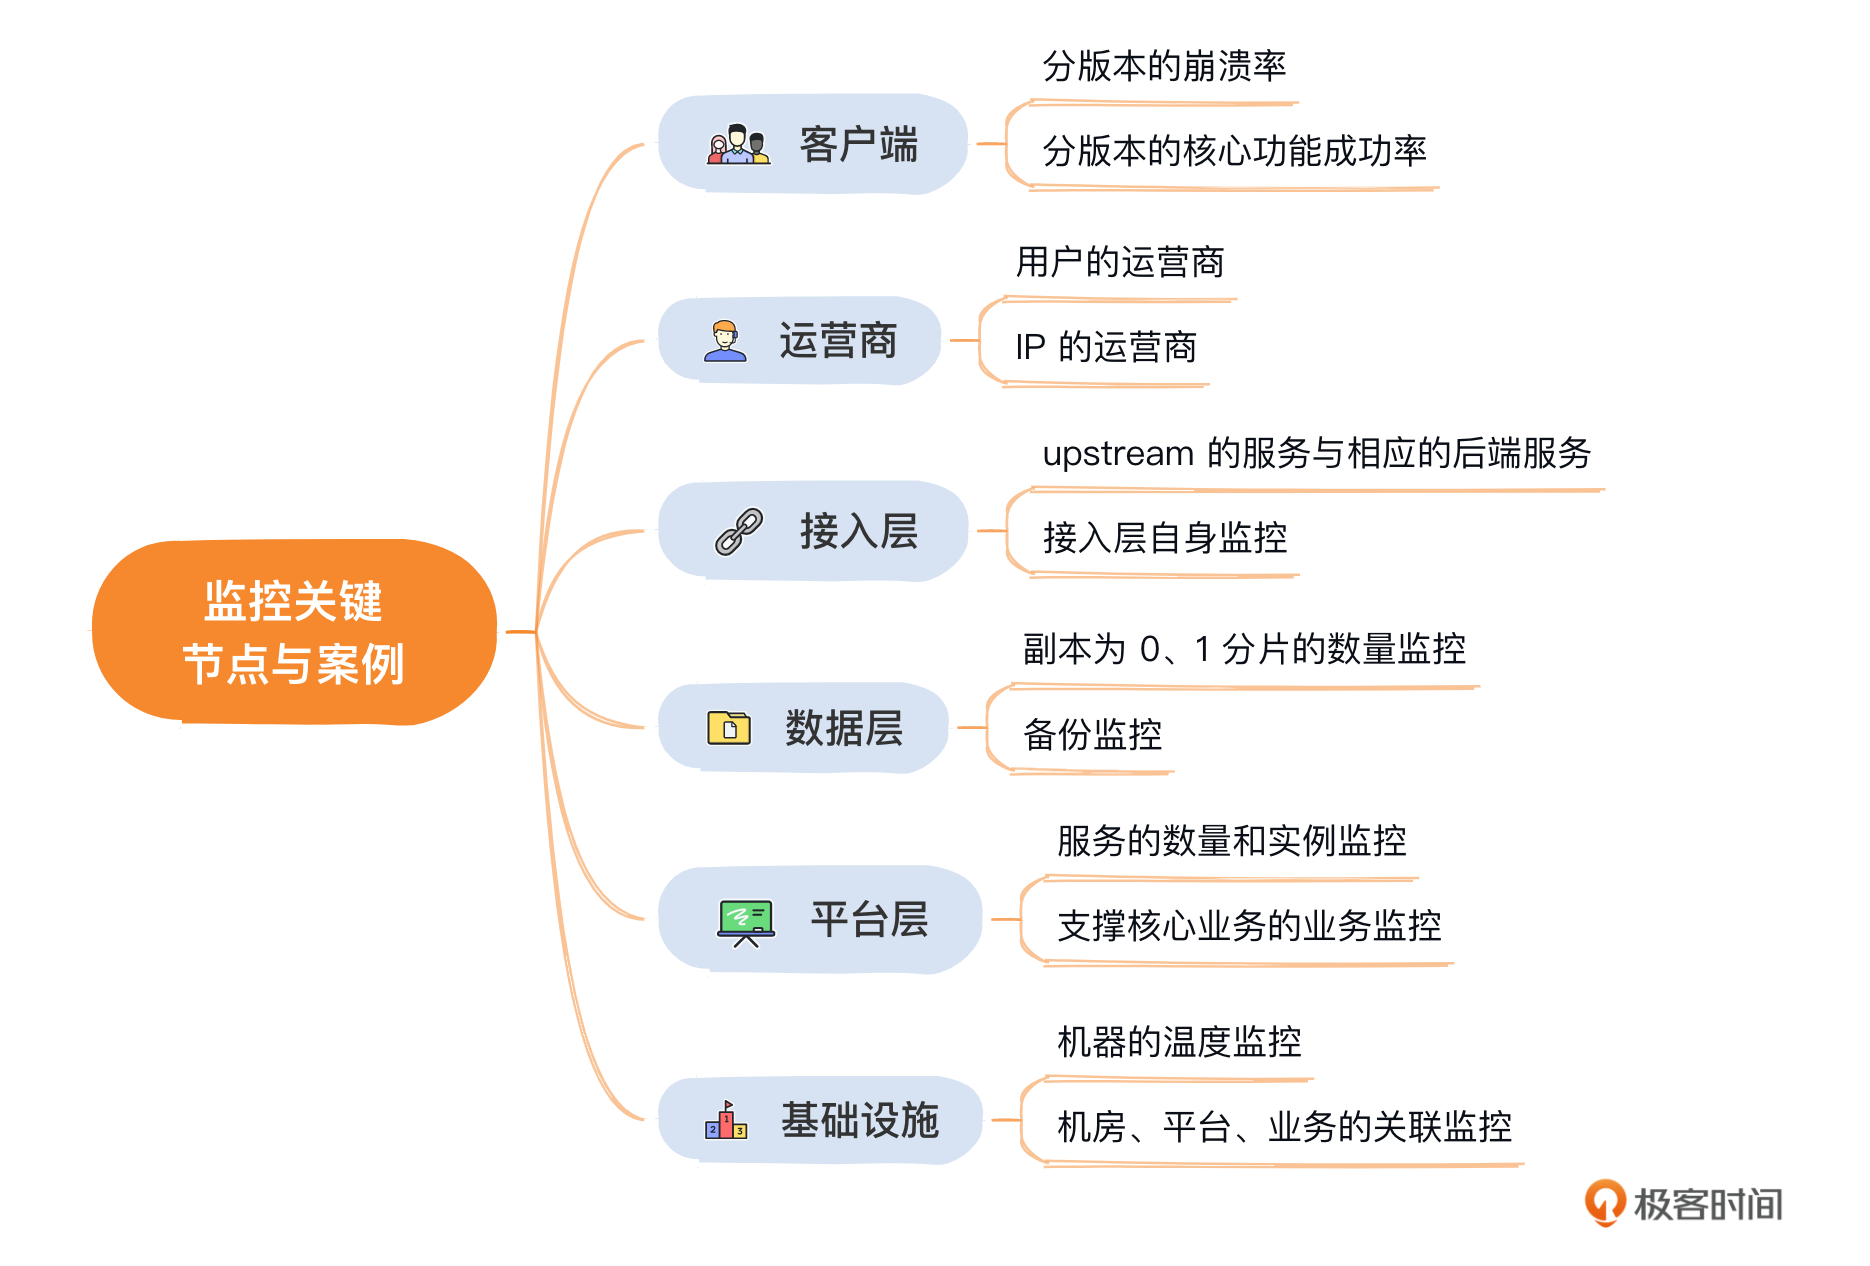 监控关键
节点与案例
客户端
分版本的崩溃率
分版本的核心功能成功率
运营商
用户的运营商
IP 的运营商
接入层
upstream 的服务与相应的后端服务
接入层自身监控
数据层
副本为 0、1 分片的数量监控
备份监控
平台层
服务的数量和实例监控
支撑核心业务的业务监控
2 1 3
基础设施
机器的温度监控
机房、平台、业务的关联监控
极客时间